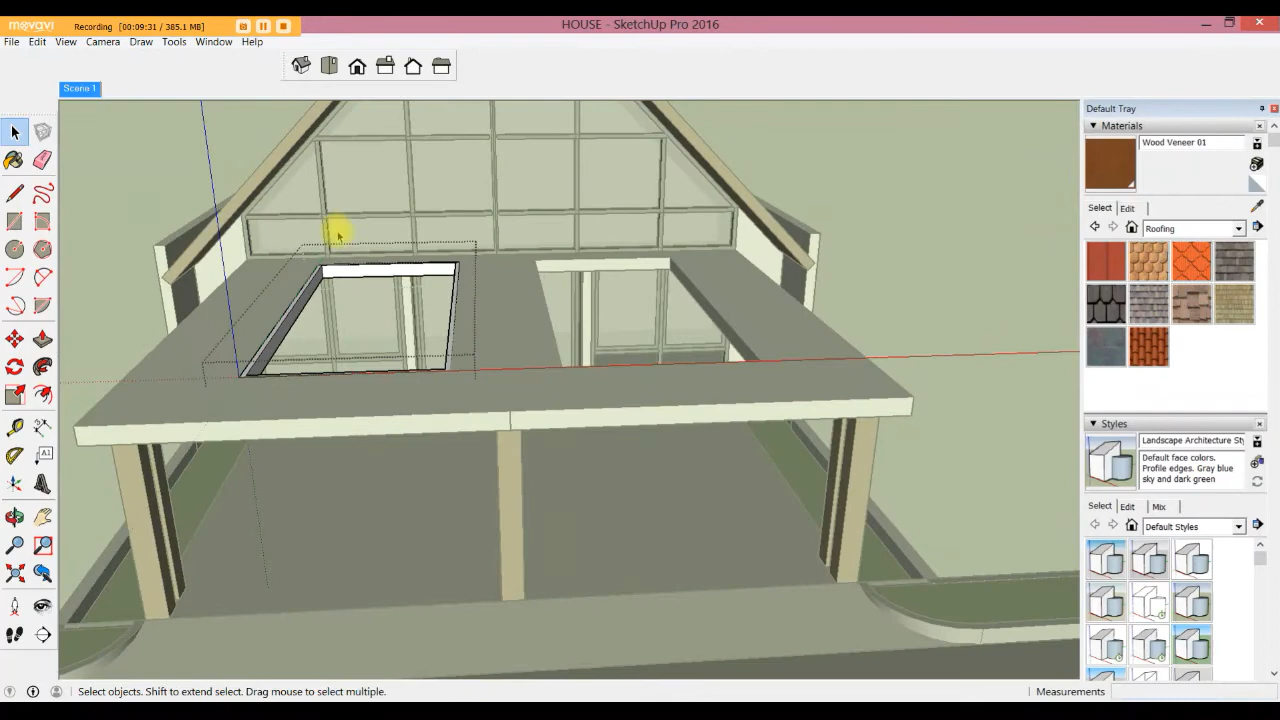 movavi
Recording [00:09:31 / 385.1 MB]
HOUSE - SketchUp Pro 2016
File Edit View Camera Draw Tools Window Help
Scene 1
Default Tray
Materials
Wood Veneer 01
Select Edit
Roofing
Styles
Landscape Architecture Sty
Default face colors.
Profile edges. Gray blue
sky and dark green
Select Edit Mix
Default Styles
A1
Select objects. Shift to extend select. Drag mouse to select multiple.
Measurements